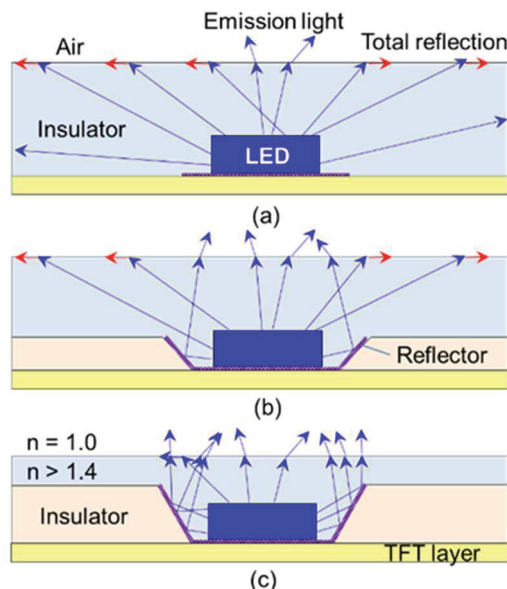 Emission light
Air
Total reflection
Insulator
LED
(a)
Reflector
(b)
n = 1.0
n > 1.4
Insulator
TFT layer
(c)